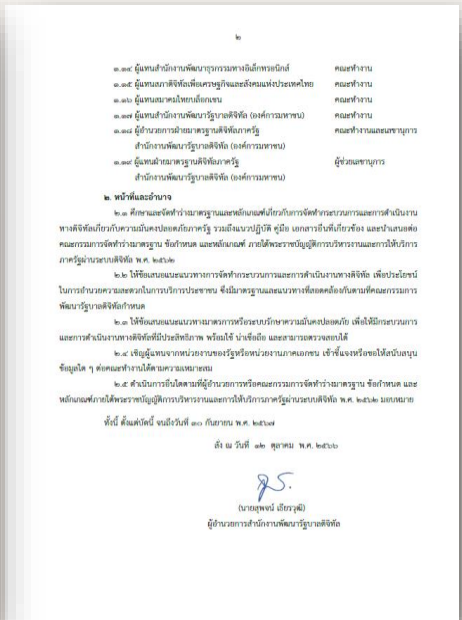 ๒
๑.๑๔ ผู้แทนสำนักงานพัฒนาธุรกรรมทางอิเล็กทรอนิกส์ คณะทำงาน
๑.๑๕ ผู้แทนสภาดิจิทัลเพื่อเศรษฐกิจและสังคมแห่งประเทศไทย คณะทำงาน
๑.๑๖ ผู้แทนสมาคมไทยบล็อกเชน คณะทำงาน
๑.๑๗ ผู้แทนสำนักงานพัฒนารัฐบาลดิจิทัล (องค์การมหาชน) คณะทำงาน
๑.๑๘ ผู้อำนวยการฝ่ายมาตรฐานดิจิทัลภาครัฐ คณะทำงานและเลขานุการ
สำนักงานพัฒนารัฐบาลดิจิทัล (องค์การมหาชน)
๑.๑๙ ผู้แทนฝ่ายมาตรฐานดิจิทัลภาครัฐ ผู้ช่วยเลขานุการ
สำนักงานพัฒนารัฐบาลดิจิทัล (องค์การมหาชน)
๒. หน้าที่และอำนาจ
๒.๑ ศึกษาและจัดทำร่างมาตรฐานและหลักเกณฑ์เกี่ยวกับการจัดทำกระบวนการและการดำเนินงาน
ทางดิจิทัลเกี่ยวกับความมั่นคงปลอดภัยภาครัฐ รวมถึงแนวปฏิบัติ คู่มือ เอกสารอื่นที่เกี่ยวข้อง และนำเสนอต่อ
คณะกรรมการจัดทำร่างมาตรฐาน ข้อกำหนด และหลักเกณฑ์ ภายใต้พระราชบัญญัติการบริหารงานและการให้บริการ
ภาครัฐผ่านระบบดิจิทัล พ.ศ. ๒๕๖๒
๒.๒ ให้ข้อเสนอแนะแนวทางการจัดทำกระบวนการและการดำเนินงานทางดิจิทัล เพื่อประโยชน์
ในการอำนวยความสะดวกในการบริการประชาชน ซึ่งมีมาตรฐานและแนวทางที่สอดคล้องกันตามที่คณะกรรมการ
พัฒนารัฐบาลดิจิทัลกำหนด
๒.๓ ให้ข้อเสนอแนะแนวทางมาตรการหรือระบบรักษาความมั่นคงปลอดภัย เพื่อให้มีกระบวนการ
และการดำเนินงานทางดิจิทัลที่มีประสิทธิภาพ พร้อมใช้ น่าเชื่อถือ และสามารถตรวจสอบได้
๒.๔ เชิญผู้แทนจากหน่วยงานของรัฐหรือหน่วยงานภาคเอกชน เข้าชี้แจงหรือขอให้สนับสนุน
ข้อมูลใด ๆ ต่อคณะทำงานได้ตามความเหมาะสม
๒.๕ ดำเนินการอื่นใดตามที่ผู้อำนวยการหรือคณะกรรมการจัดทำร่างมาตรฐาน ข้อกำหนด และ
หลักเกณฑ์ภายใต้พระราชบัญญัติการบริหารงานและการให้บริการภาครัฐผ่านระบบดิจิทัล พ.ศ. ๒๕๖๒ มอบหมาย
ทั้งนี้ ตั้งแต่บัดนี้ จนถึงวันที่ ๓๐ กันยายน พ.ศ. ๒๕๖๗
สั่ง ณ วันที่ ๑๒ ตุลาคม พ.ศ. ๒๕๖๖
(นายสุพจน์ เธียรวุฒิ)
ผู้อำนวยการสำนักงานพัฒนารัฐบาลดิจิทัล